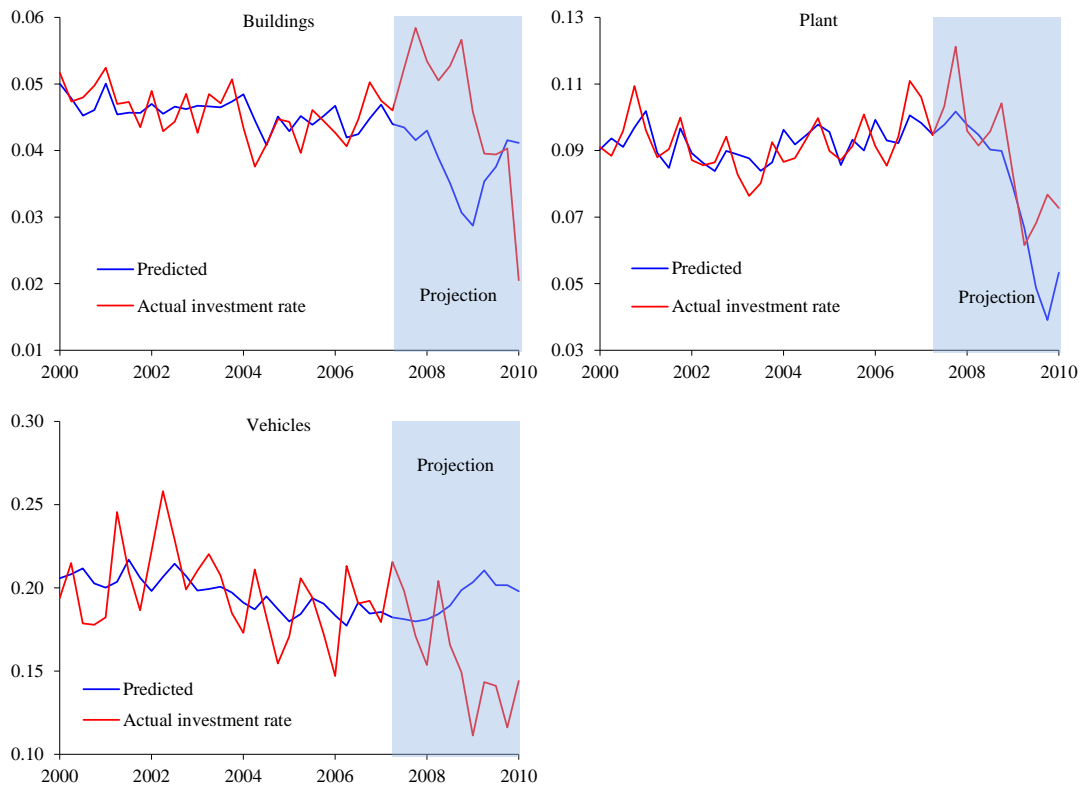 Buildings
0.06
0.05
0.04
0.03
0.02
0.01
Predicted
Actual investment rate
Projection
2000 2002 2004 2006 2008 2010
Plant
0.13
0.11
0.09
0.07
0.05
0.03
Predicted
Actual investment rate
Projection
2000 2002 2004 2006 2008 2010
Vehicles
0.30
0.25
0.20
0.15
0.10
Projection
Predicted
Actual investment rate
2000 2002 2004 2006 2008 2010